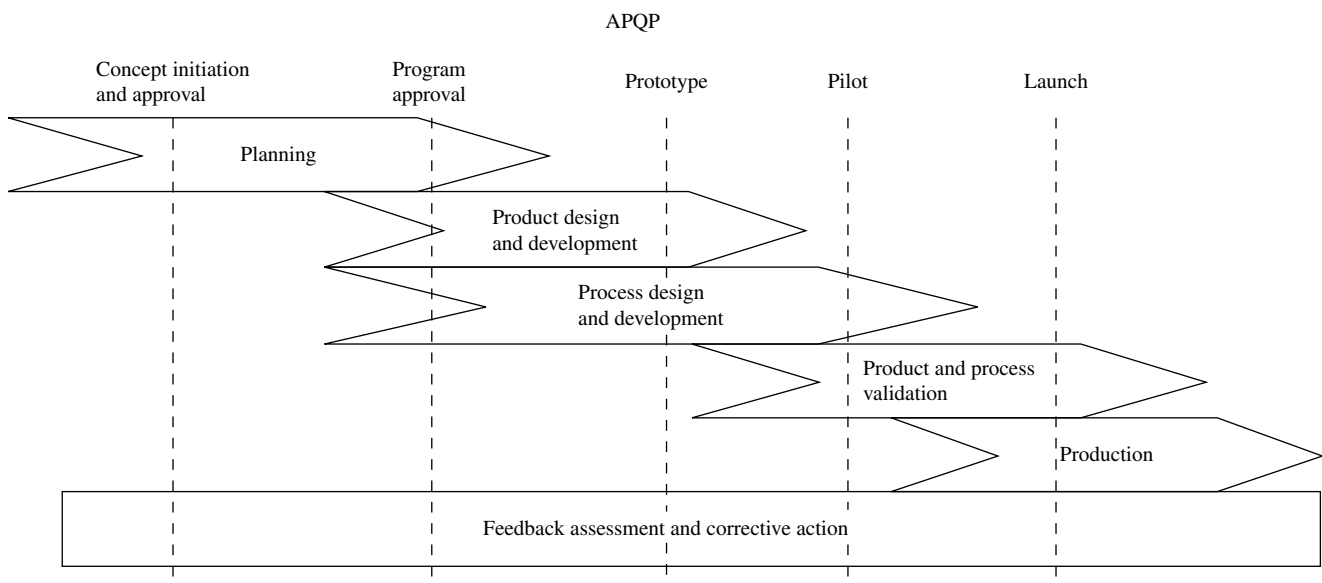 APQP
Concept initiation
and approval
Program
approval
Prototype
Pilot
Launch
Planning
Product design
and development
Process design
and development
Product and process
validation
Production
Feedback assessment and corrective action